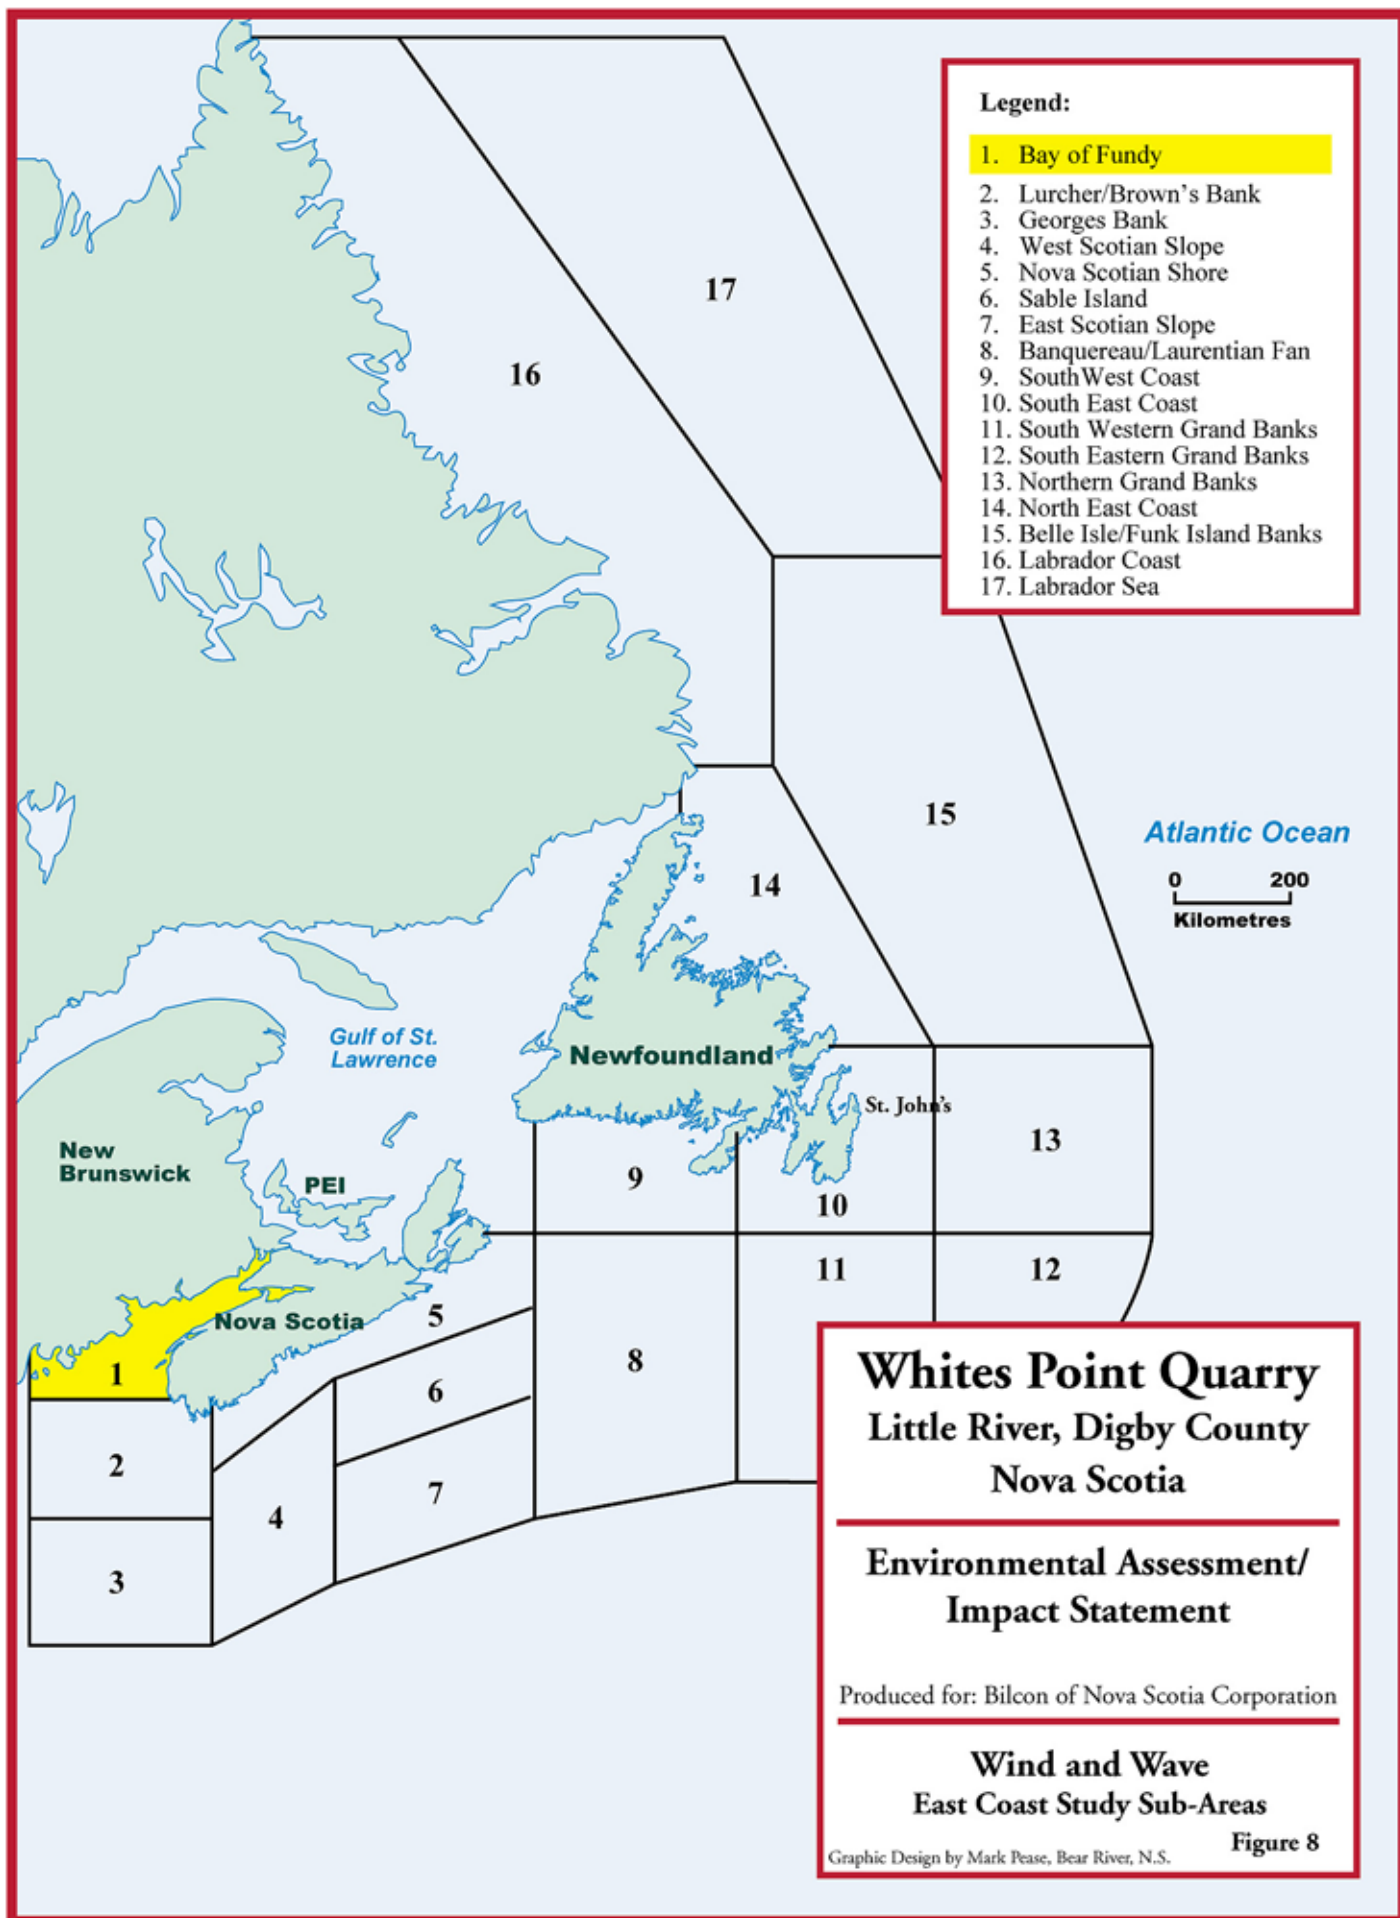 Legend:
1. Bay of Fundy
2. Lurcher/Brown's Bank
3. Georges Bank
4. West Scotian Slope
5. Nova Scotian Shore
6. Sable Island
7. East Scotian Slope
8. Banquereau/Laurentian Fan
9. SouthWest Coast
10. South East Coast
11. South Western Grand Banks
12. South Eastern Grand Banks
13. Northern Grand Banks
14. North East Coast
15. Belle Isle/Funk Island Banks
16. Labrador Coast
17. Labrador Sea
17
16
15
Atlantic Ocean
0 200
Kilometres
14
Gulf of St.
Lawrence
Newfoundland
St. John's
13
New
Brunswick
PEI
9
10
11
12
5
Nova Scotia
8
1
6
2
7
4
3
Whites Point Quarry
Little River, Digby County
Nova Scotia
Environmental Assessment/
Impact Statement
Produced for: Bilcon of Nova Scotia Corporation
Wind and Wave
East Coast Study Sub-Areas
Figure 8
Graphic Design by Mark Pease, Bear River, N.S.